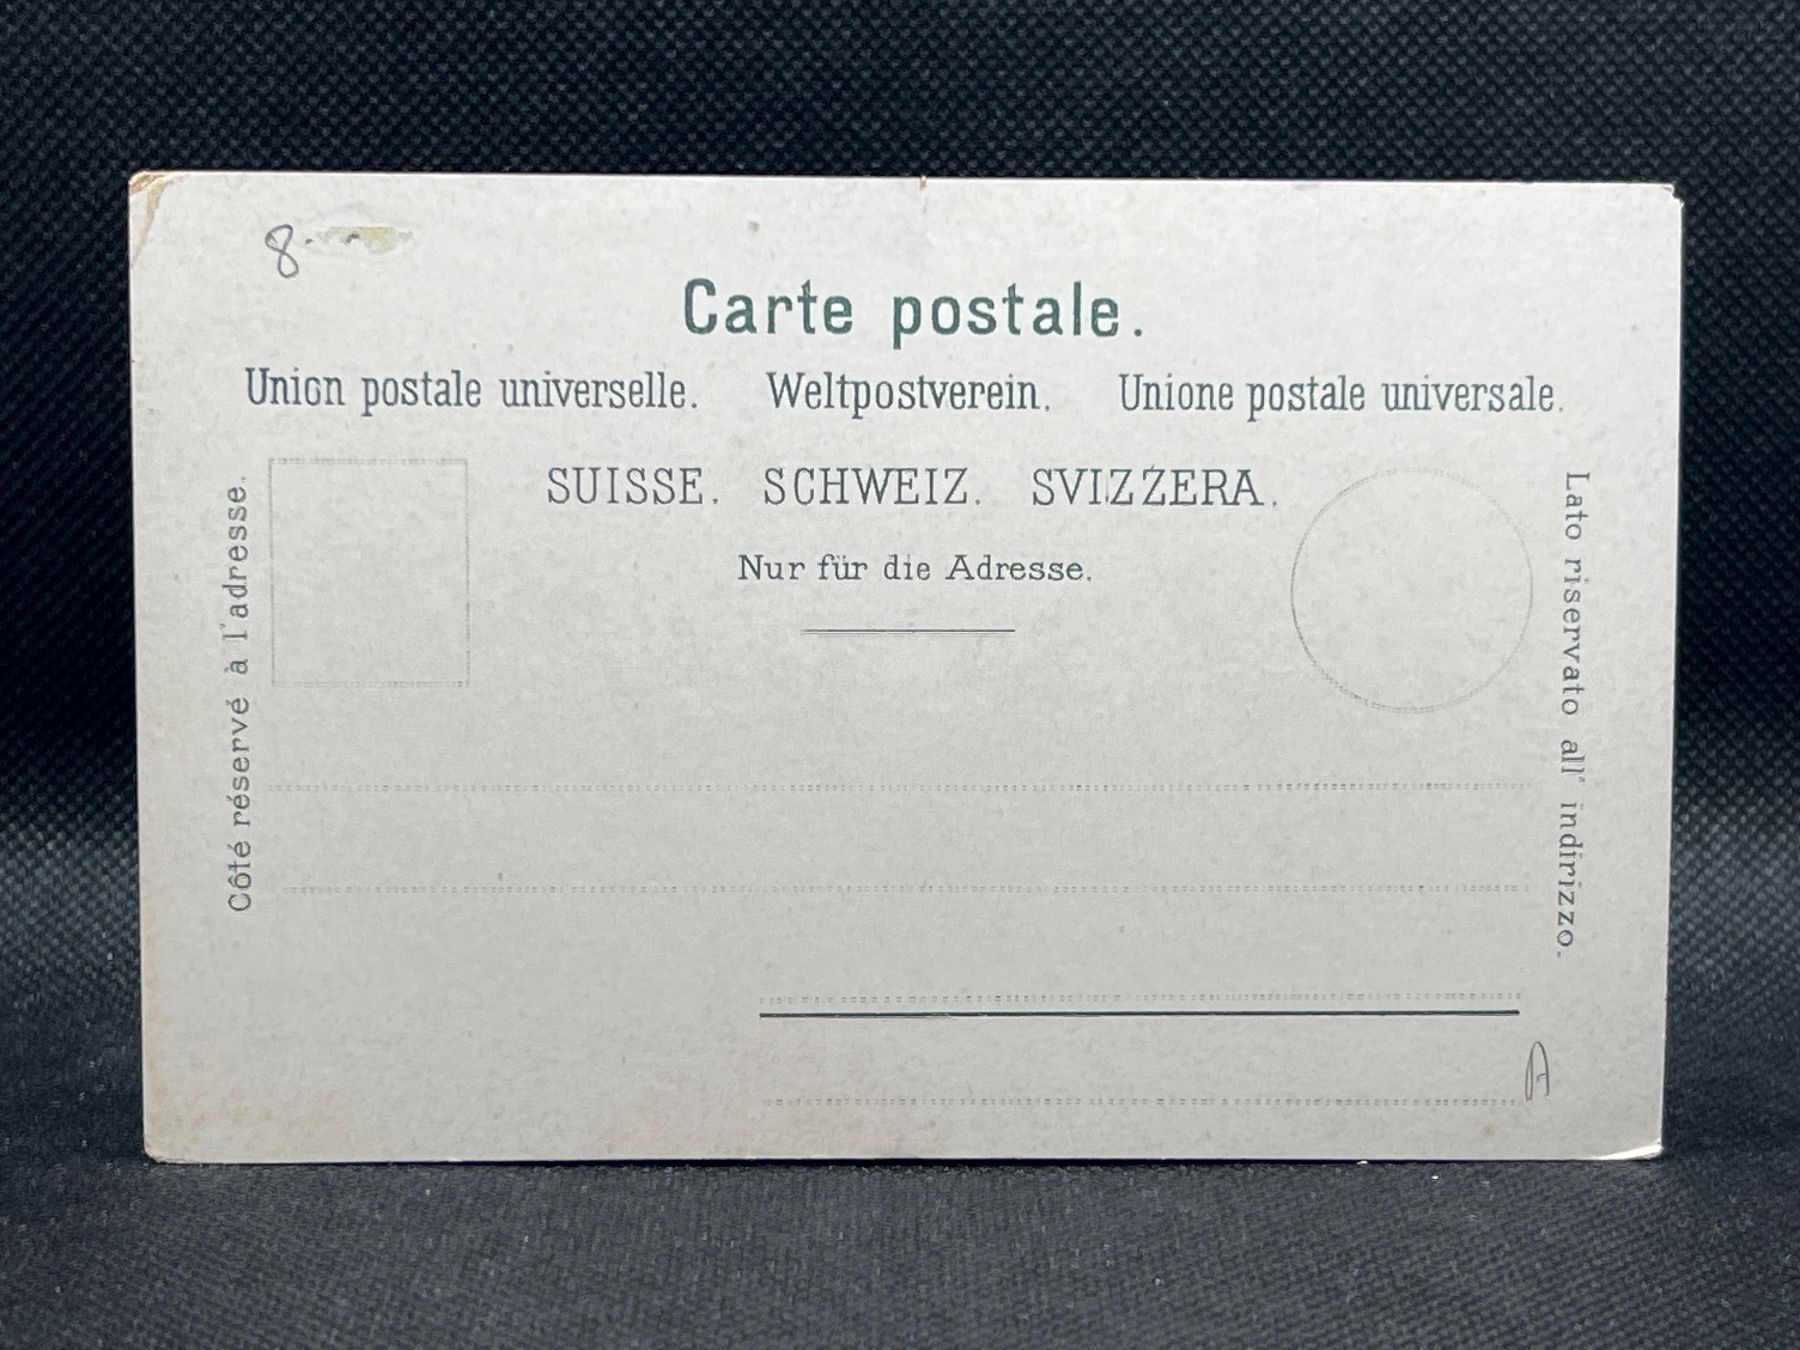 8
Carte postale.
Union postale universelle. Weltpostverein. Unione postale universale.
SUISSE. SCHWEIZ. SVIZZERA.
Nur für die Adresse.
Côté réservé à l'adresse.
Lato riservato all' indirizzo.
A